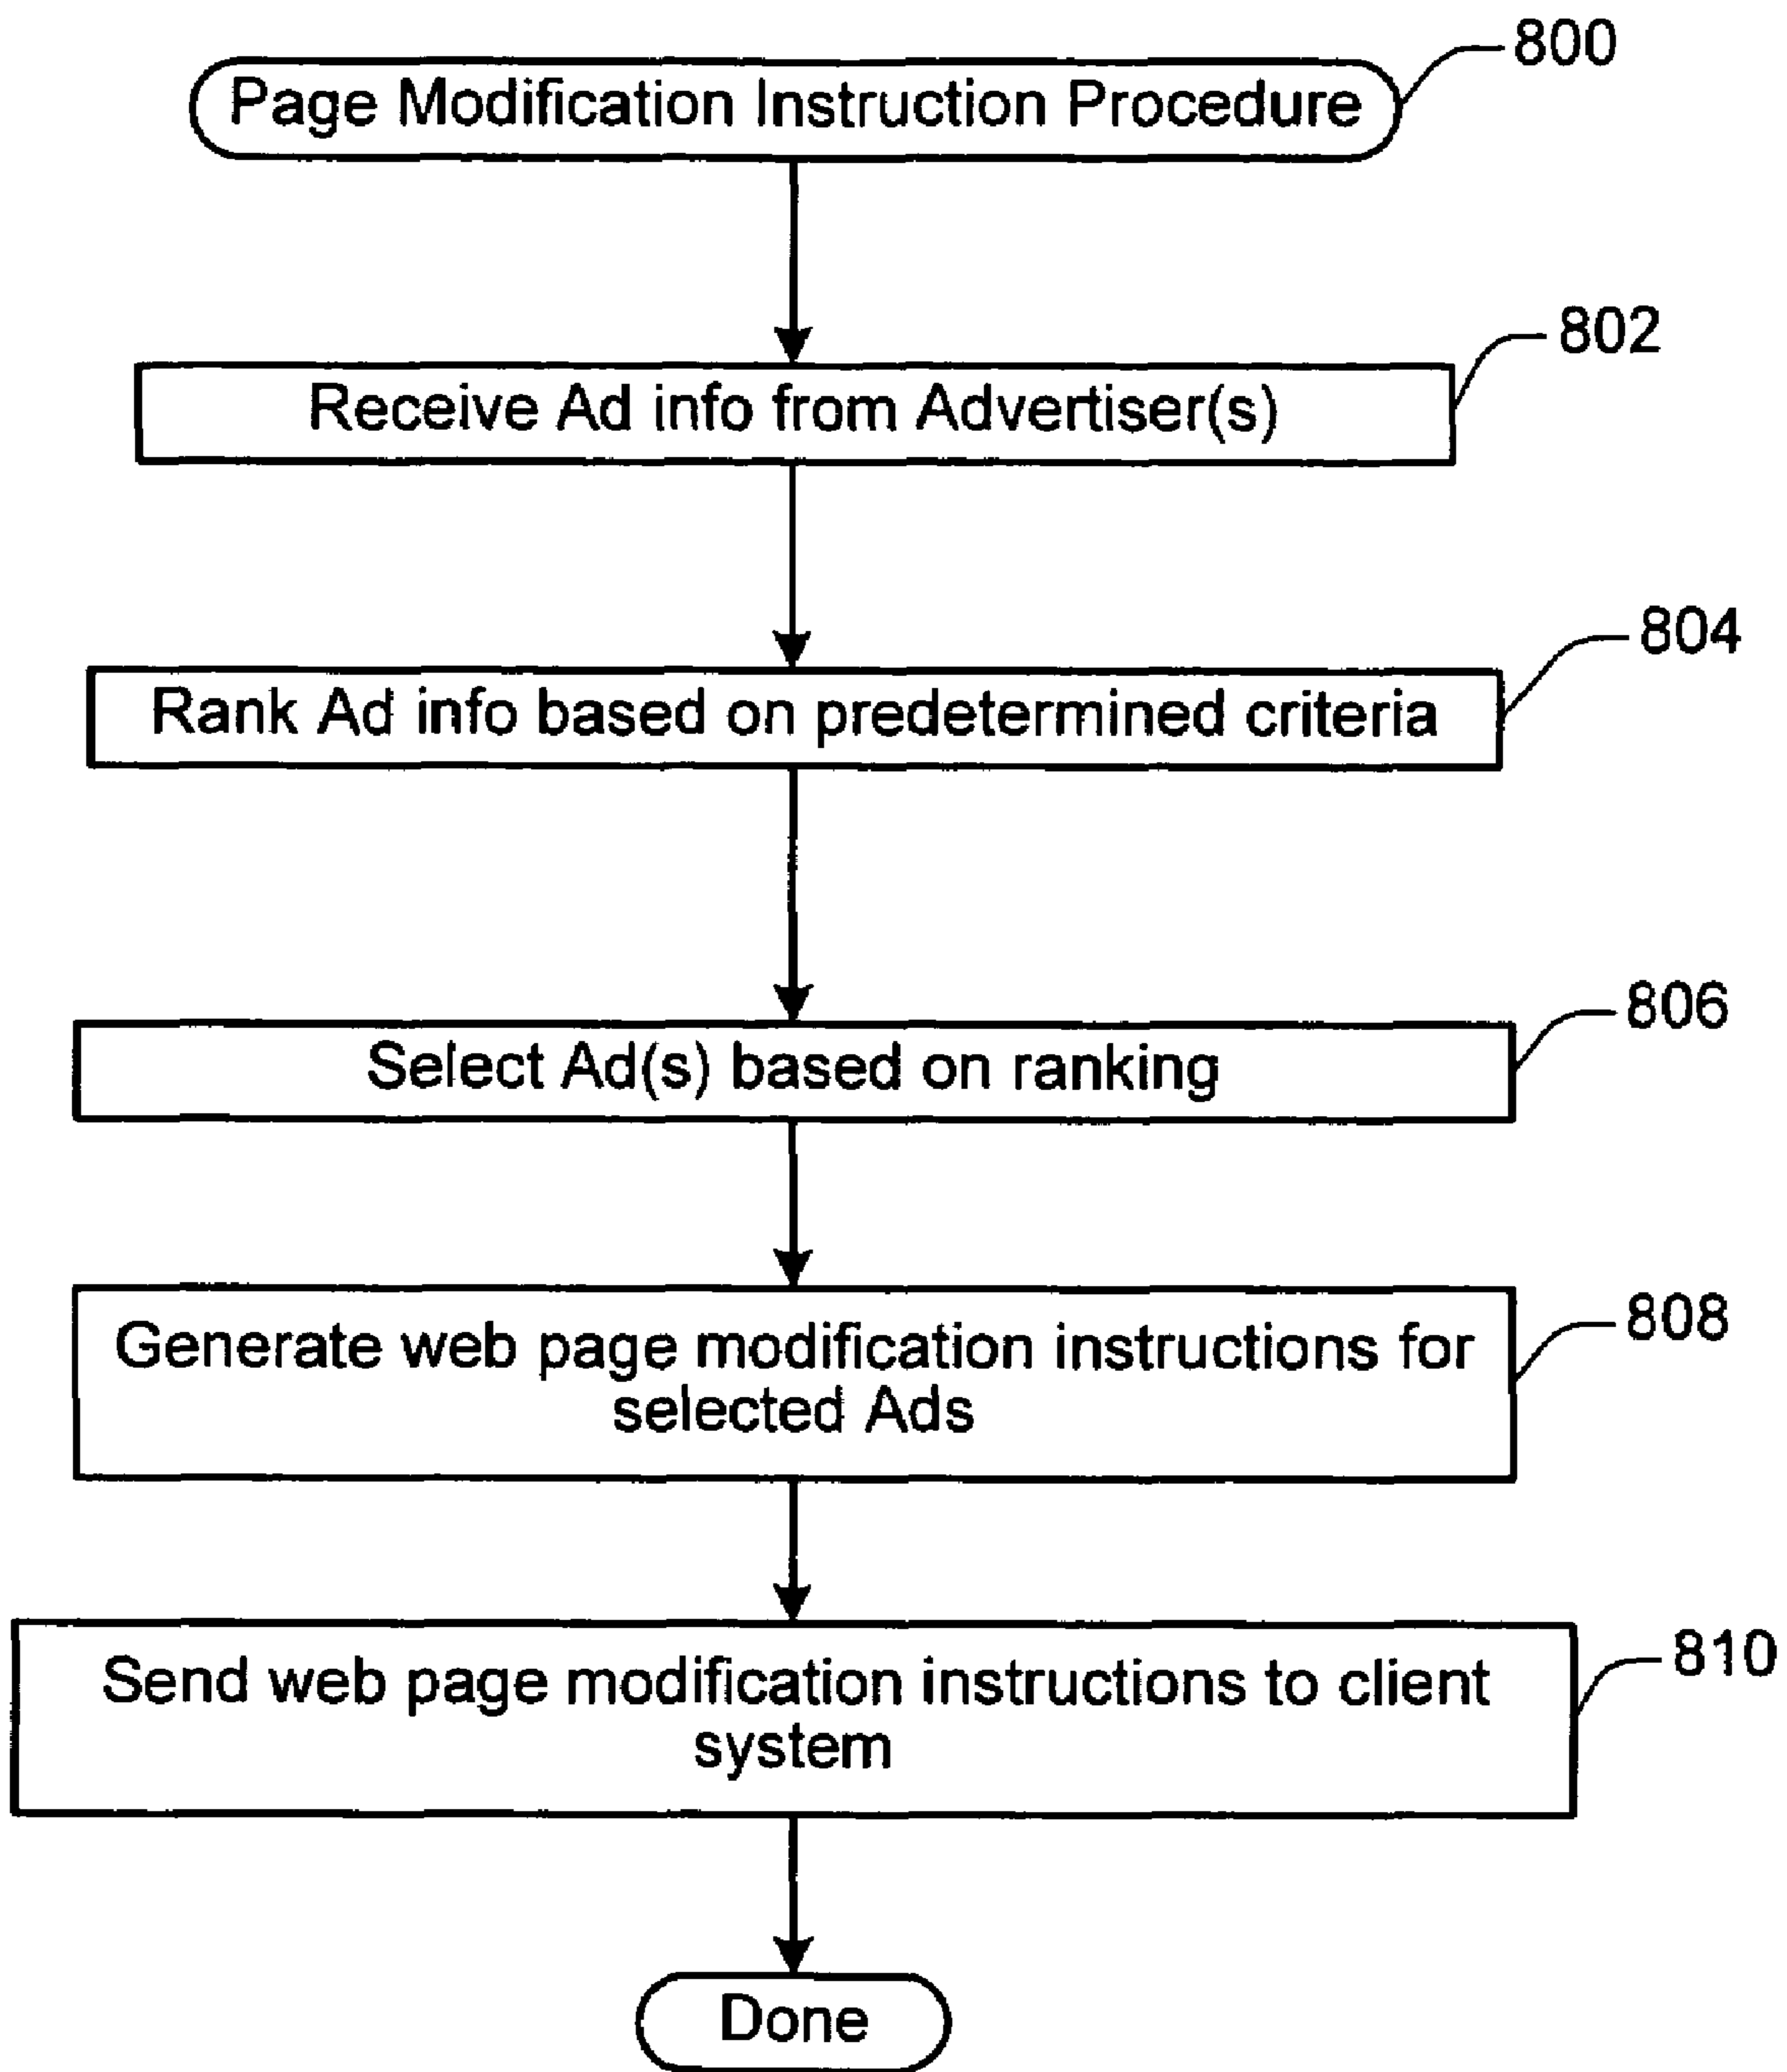 800
Page Modification Instruction Procedure
802
Receive Ad info from Advertiser(s)
804
Rank Ad info based on predetermined criteria
806
Select Ad(s) based on ranking
808
Generate web page modification instructions for
selected Ads
810
Send web page modification instructions to client
system
Done